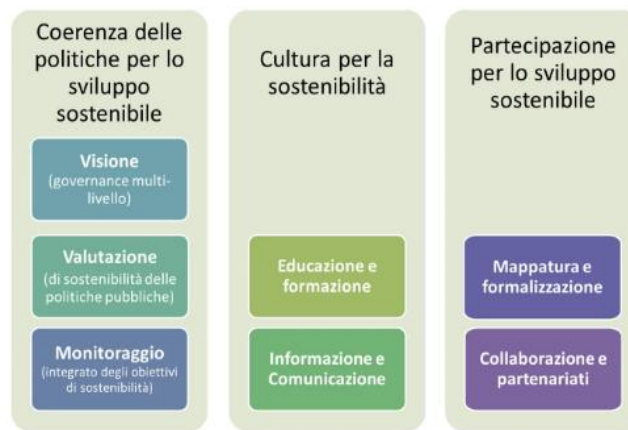 Coerenza delle
politiche per lo
sviluppo
sostenibile
Visione
(governance multi-
livello)
Valutazione
(di sostenibilità delle
politiche pubbliche)
Monitoraggio
(integrato degli obiettivi
di sostenibilità)
Cultura per la
sostenibilità
Educazione e
formazione
Informazione e
Comunicazione
Partecipazione
per lo sviluppo
sostenibile
Mappatura e
formalizzazione
Collaborazione e
partenariati